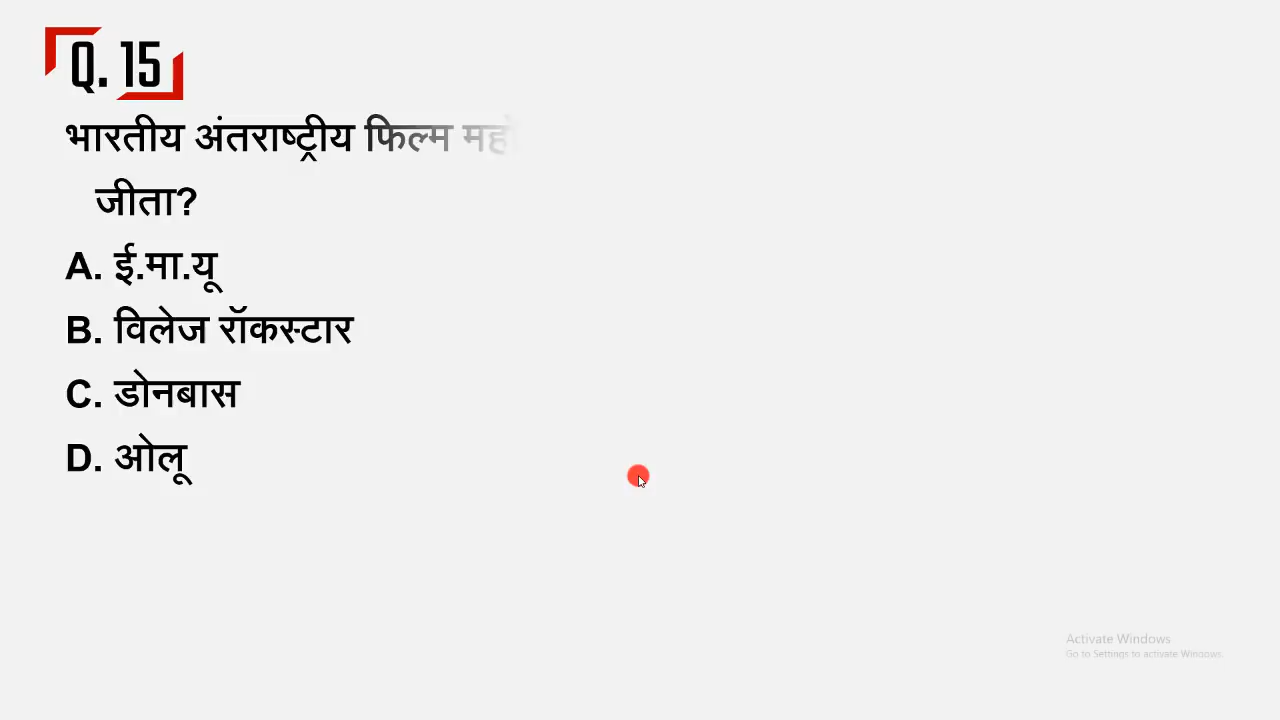 Q. 15
भारतीय अंतराष्ट्रीय फिल्म
जीता?
A. ई.मा.यू
B. विलेज रॉकस्टार
C. डोनबास
D. ओलू
Activate Windows
Go to Settings to activate Windows.